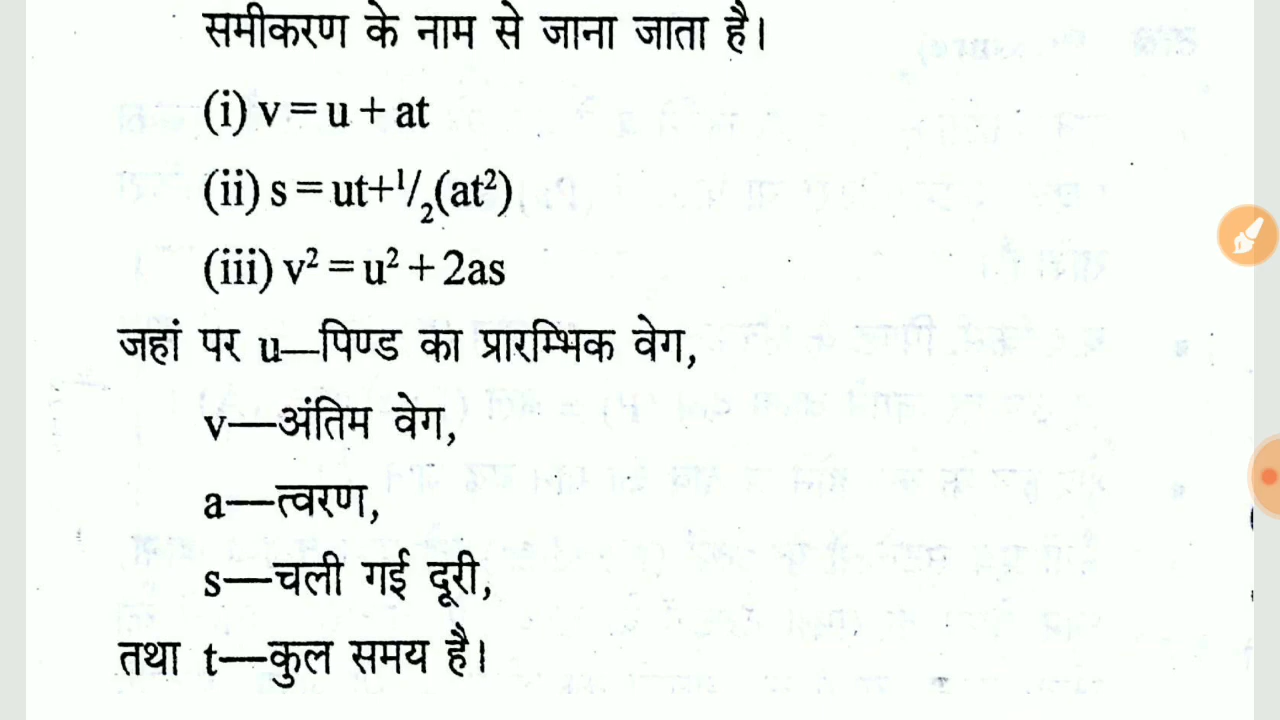 समीकरण के नाम से जाना जाता है।
(i) v = u + at
(ii) s = ut+¹/₂(at²)
(iii) v² = u² + 2as
जहां पर u—पिण्ड का प्रारम्भिक वेग,
v—अंतिम वेग,
a—त्वरण,
s—चली गई दूरी,
तथा t—कुल समय है।